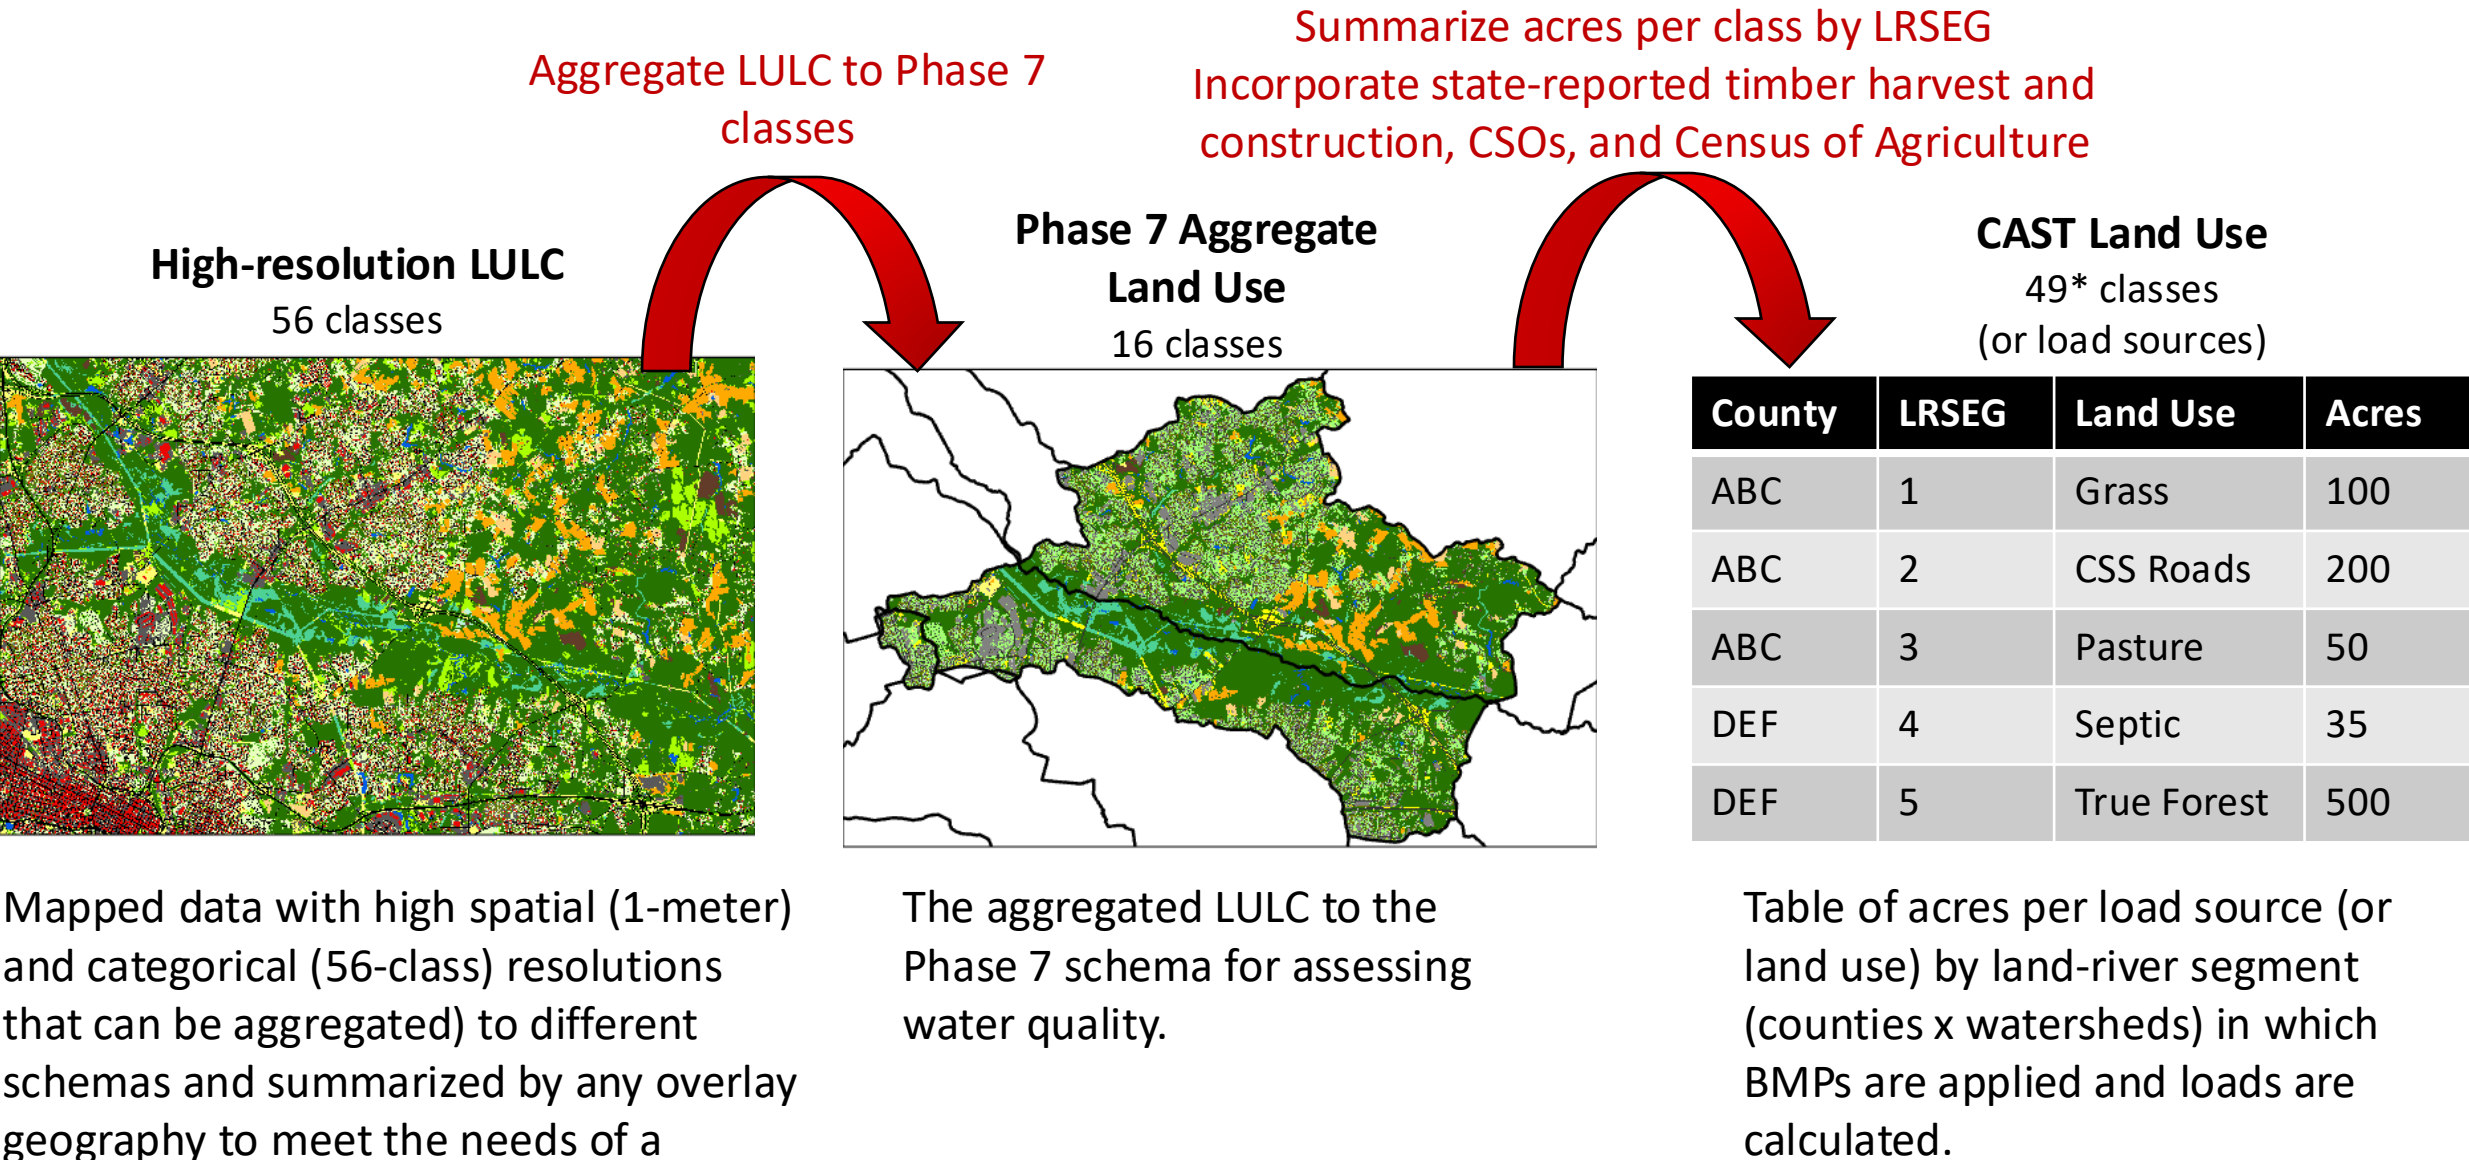 Summarize acres per class by LRSEG
Incorporate state-reported timber harvest and
construction, CSOs, and Census of Agriculture
Aggregate LULC to Phase 7
classes
High-resolution LULC
56 classes
Phase 7 Aggregate
Land Use
16 classes
CAST Land Use
49* classes
(or load sources)
County LRSEG Land Use Acres
ABC 1 Grass 100
ABC 2 CSS Roads 200
ABC 3 Pasture 50
DEF 4 Septic 35
DEF 5 True Forest 500
Mapped data with high spatial (1-meter)
and categorical (56-class) resolutions
that can be aggregated) to different
schemas and summarized by any overlay
geography to meet the needs of a
The aggregated LULC to the
Phase 7 schema for assessing
water quality.
Table of acres per load source (or
land use) by land-river segment
(counties x watersheds) in which
BMPs are applied and loads are
calculated.